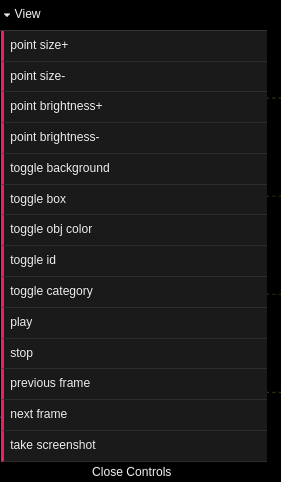 View
point size+
point size-
point brightness+
point brightness-
toggle background
toggle box
toggle obj color
toggle id
toggle category
play
stop
previous frame
next frame
take screenshot
Close Controls